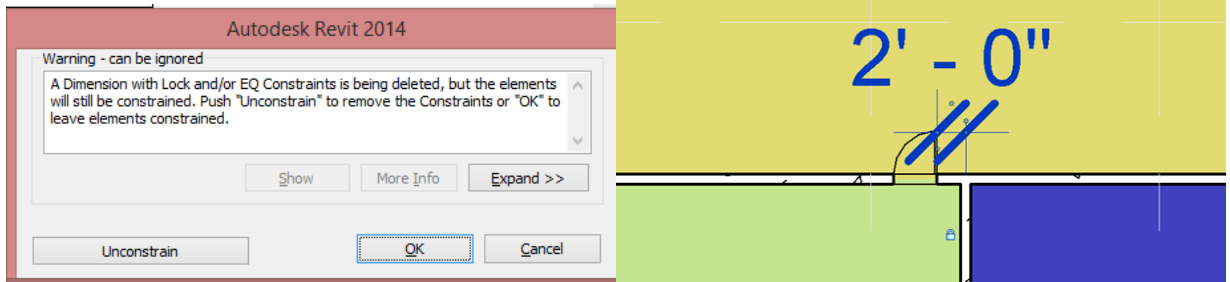 Autodesk Revit 2014
Warning - can be ignored
A Dimension with Lock and/or EQ Constraints is being deleted, but the elements
will still be constrained. Push "Unconstrain" to remove the Constraints or "OK" to
leave elements constrained.
Show
More Info
Expand >>
Unconstrain
OK
Cancel
2' - 0"